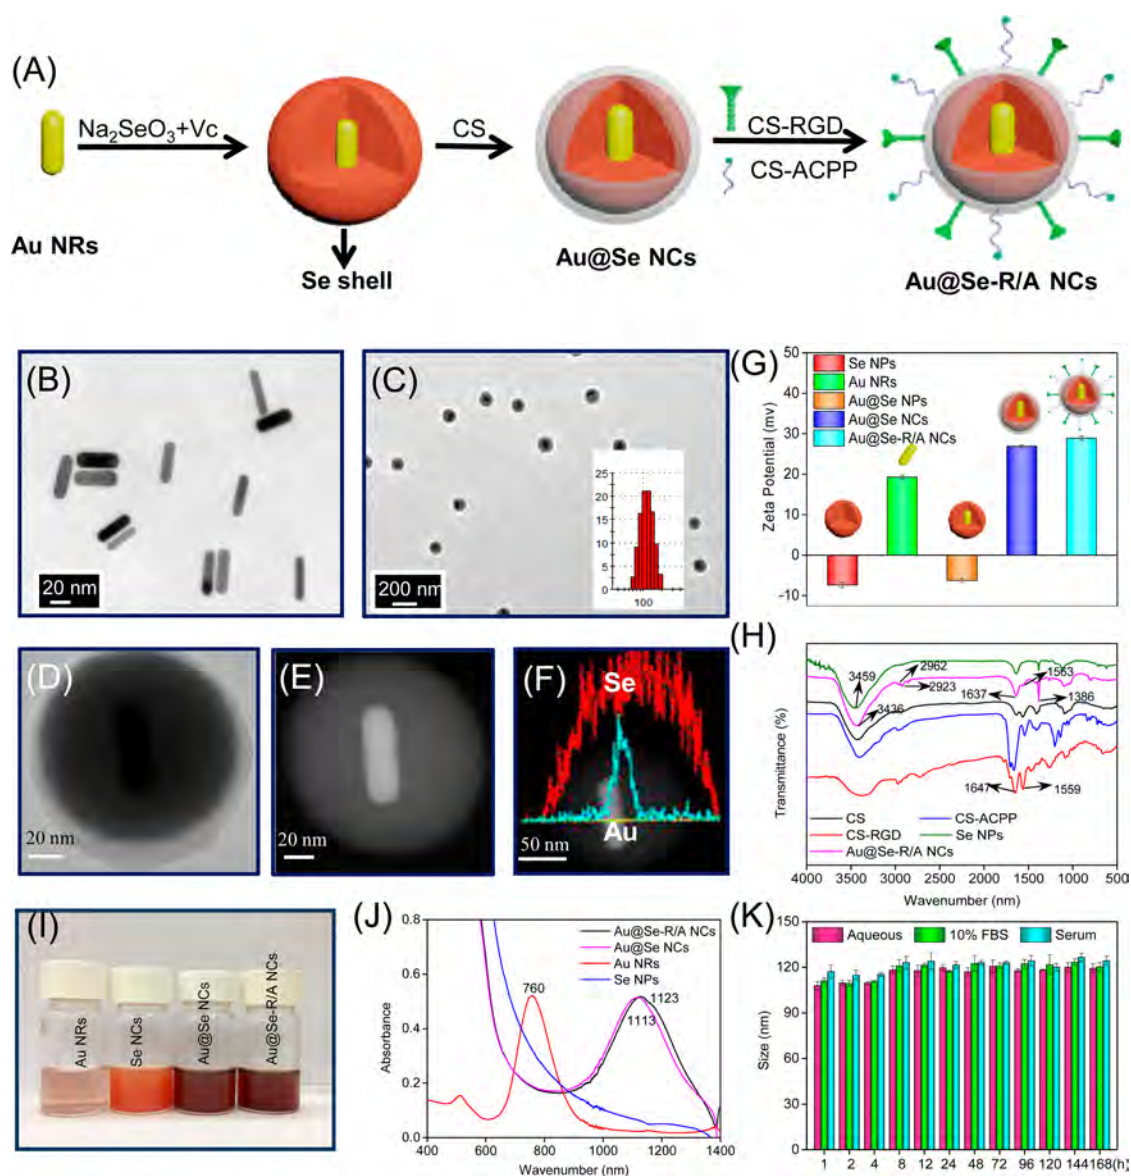 (A)
Na₂SeO₃+Vc
CS
CS-RGD
CS-ACPP
Au NRs
Se shell
Au@Se NCs
Au@Se-R/A NCs
(B)
20 nm
(C)
200 nm
25
20
15
10
5
0
100
(G)
Se NPs
Au NRs
Au@Se NPs
Au@Se NCs
Au@Se-R/A NCs
Zeta Potential (mv)
50
40
30
20
10
0
-10
(D)
20 nm
(E)
20 nm
(F)
Se
Au
50 nm
(H)
3459
2962
2923
1563
1637
1386
3436
1647
1559
Transmittance (%)
CS
CS-ACPP
CS-RGD
Se NPs
Au@Se-R/A NCs
4000 3500 3000 2500 2000 1500 1000 500
Wavenumber (nm)
(I)
Au NRs
Se NCs
Au@Se NCs
Au@Se-R/A NCs
(J)
Au@Se-R/A NCs
Au@Se NCs
Au NRs
Se NPs
760
1123
1113
Absorbance
0.8
0.6
0.4
0.2
0.0
400 600 800 1000 1200 1400
Wavenumber (nm)
(K)
Aqueous 10% FBS Serum
Size (nm)
150
120
90
60
30
0
1 2 4 8 12 24 48 72 96 120 144 168(h)